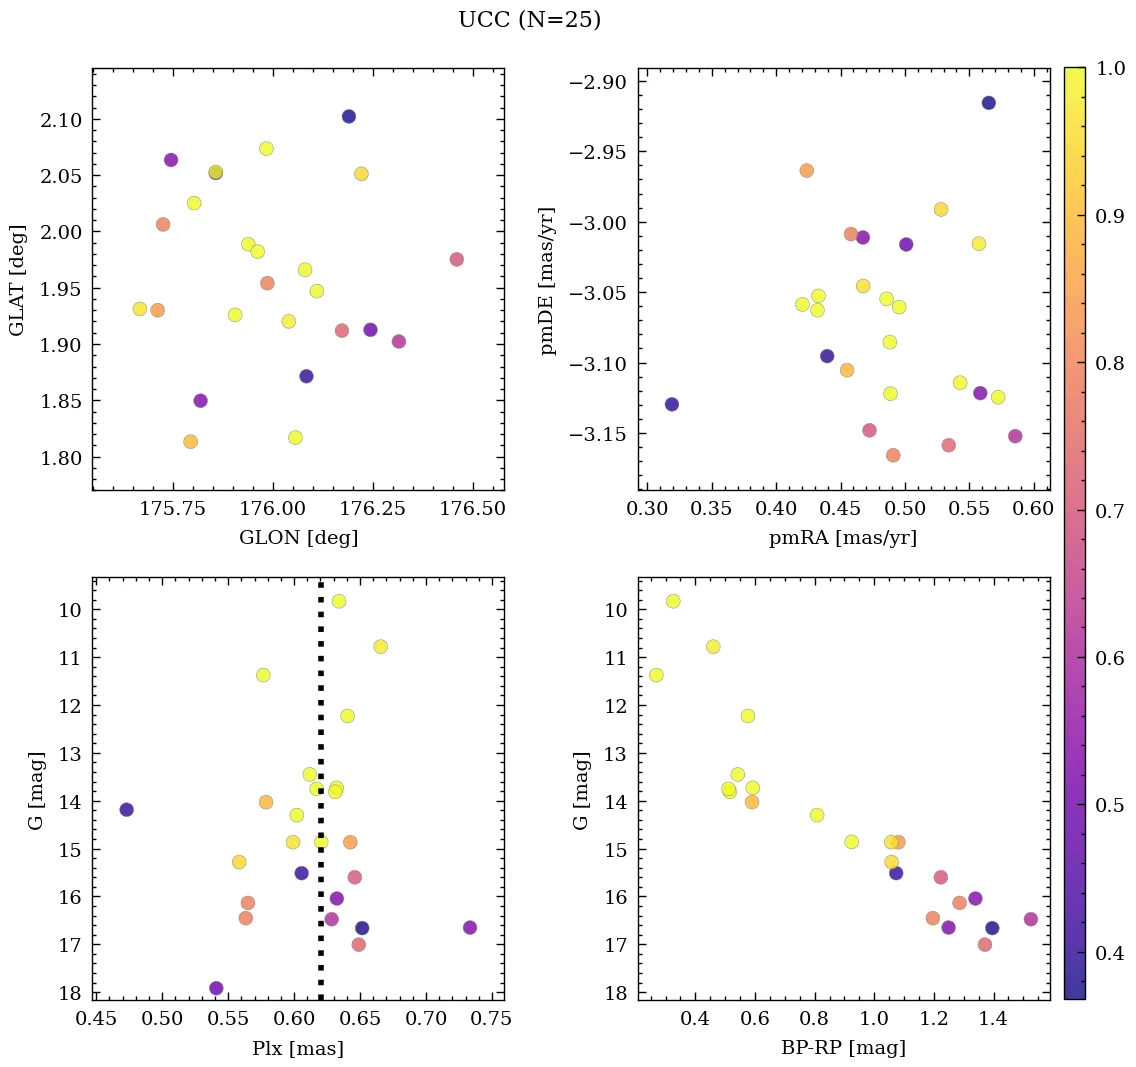 UCC (N=25)
2.10
2.05
2.00
1.95
1.90
1.85
1.80
GLAT [deg]
175.75 176.00 176.25 176.50
GLON [deg]
−2.90
−2.95
−3.00
−3.05
−3.10
−3.15
pmDE [mas/yr]
0.30 0.35 0.40 0.45 0.50 0.55 0.60
pmRA [mas/yr]
10
11
12
13
14
15
16
17
18
G [mag]
0.45 0.50 0.55 0.60 0.65 0.70 0.75
Plx [mas]
10
11
12
13
14
15
16
17
18
G [mag]
0.4 0.6 0.8 1.0 1.2 1.4
BP-RP [mag]
1.0
0.9
0.8
0.7
0.6
0.5
0.4